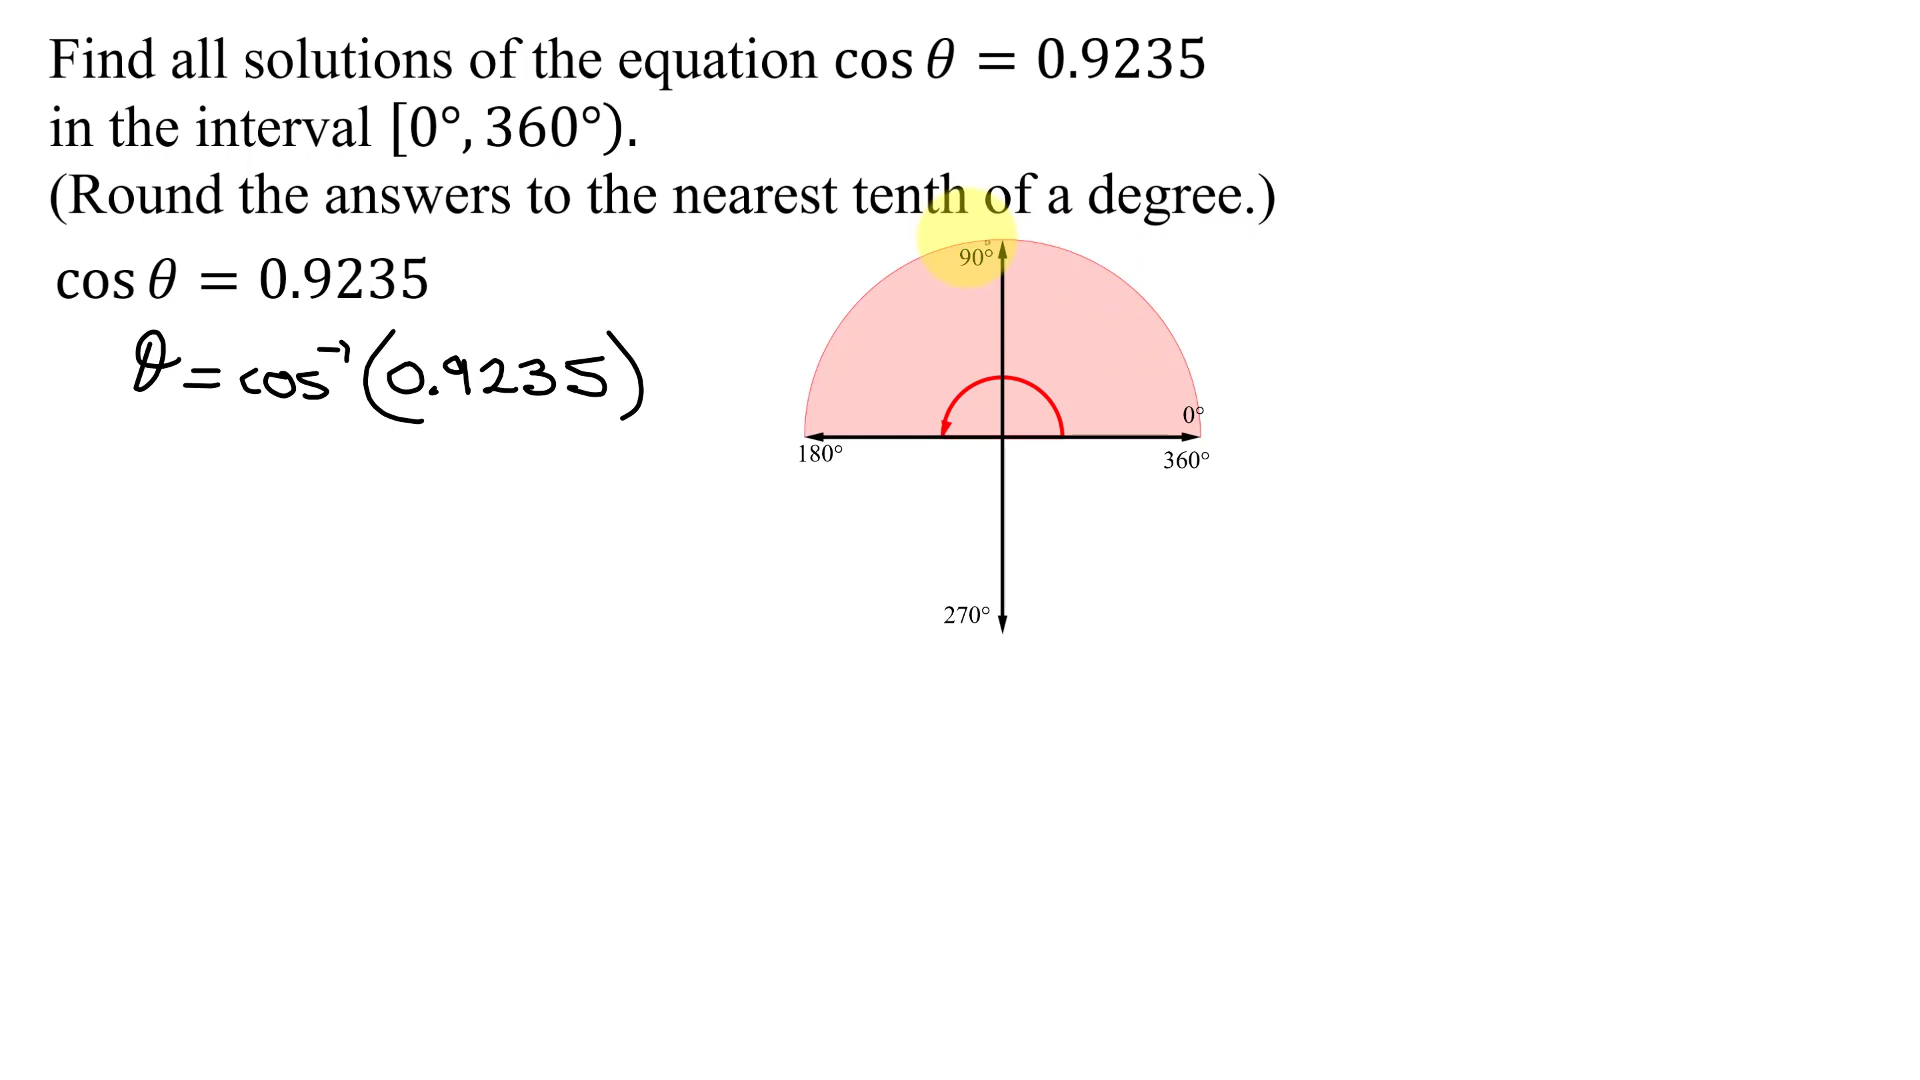 Find all solutions of the equation cos θ = 0.9235
in the interval [0°, 360°).
(Round the answers to the nearest tenth of a degree.)
cos θ = 0.9235
θ = cos⁻¹(0.9235)
90°
0°
180°
360°
270°